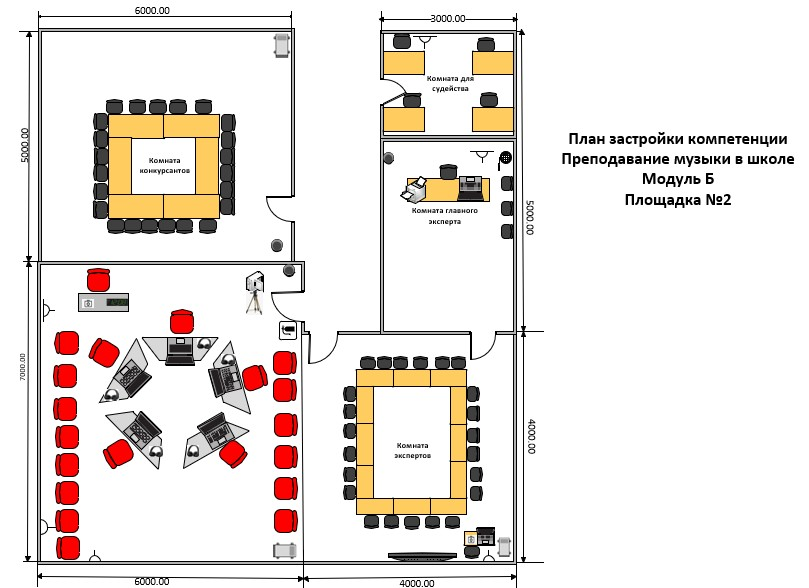 6000.00
3000.00
5000.00
Комната для
судейства
План застройки компетенции
Преподавание музыки в школе
Модуль Б
Площадка №2
Комната
конкурсантов
Комната главного
эксперта
5000.00
7000.00
4000.00
Комната
экспертов
6000.00
4000.00